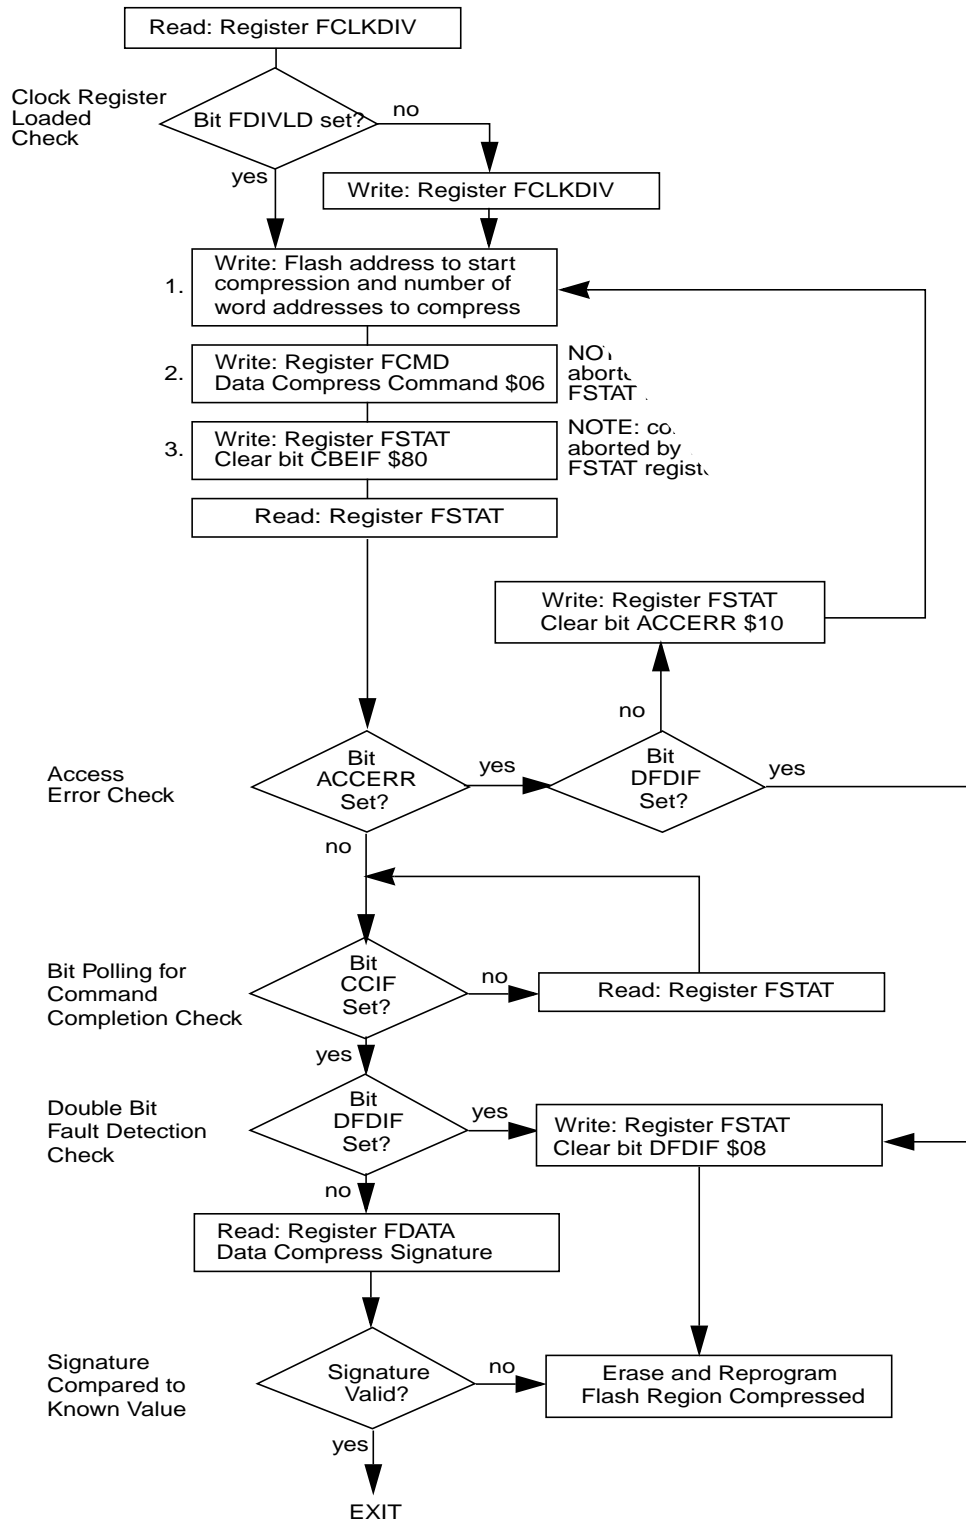 Read: Register FCLKDIV
Clock Register
Loaded
Check
Bit FDIVLD set?
no
yes
Write: Register FCLKDIV
1.
Write: Flash address to start
compression and number of
word addresses to compress
2.
Write: Register FCMD
Data Compress Command $06
FSTAT
3.
Write: Register FSTAT
Clear bit CBEIF $80
NOTE:
aborted by
FSTAT
Read: Register FSTAT
Write: Register FSTAT
Clear bit ACCERR $10
no
Access
Error Check
Bit
ACCERR
Set?
yes
Bit
DFDIF
Set?
yes
no
Bit Polling for
Command
Completion Check
Bit
CCIF
Set?
no
Read: Register FSTAT
yes
Double Bit
Fault Detection
Check
Bit
DFDIF
Set?
yes
Write: Register FSTAT
Clear bit DFDIF $08
no
Read: Register FDATA
Data Compress Signature
Signature
Compared to
Known Value
Signature
Valid?
no
Erase and Reprogram
Flash Region Compressed
yes
EXIT